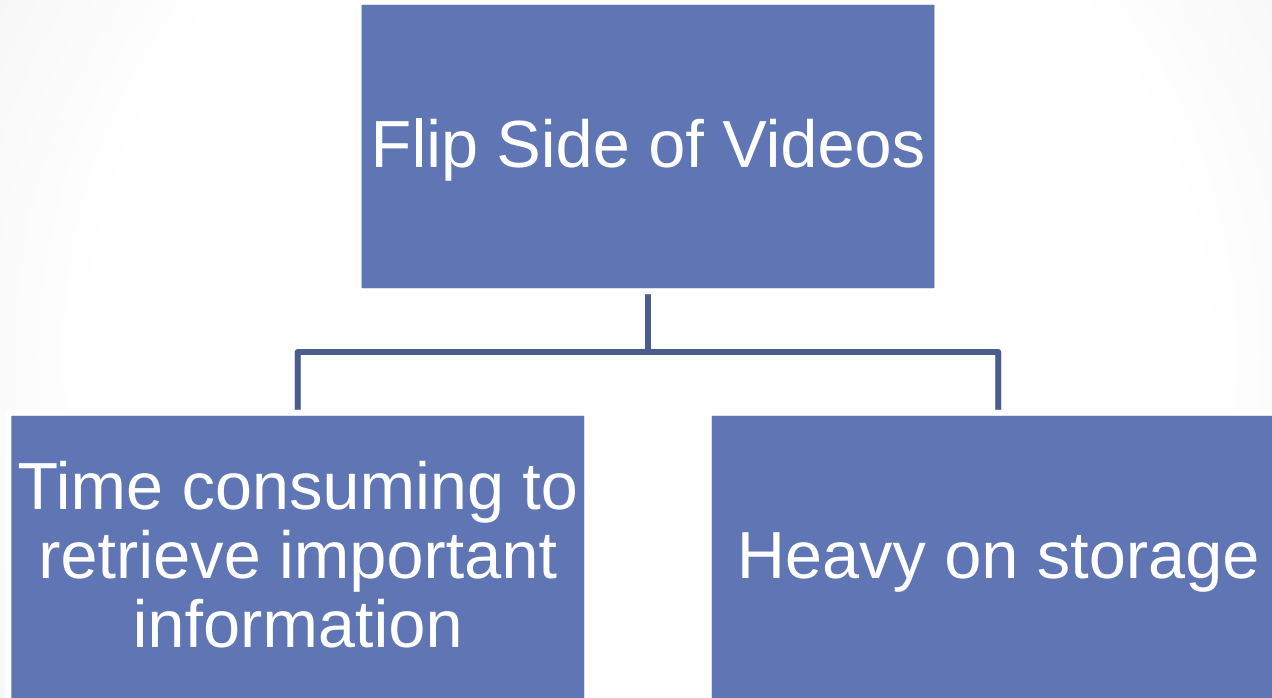 Flip Side of Videos
Time consuming to
retrieve important
information
Heavy on storage